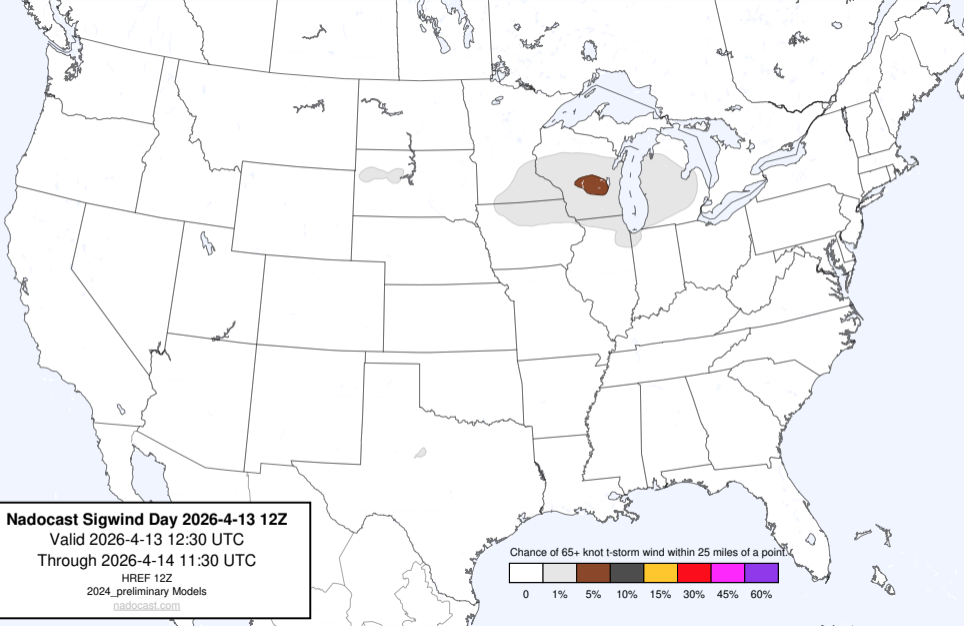 Nadocast Sigwind Day 2026-4-13 12Z
Valid 2026-4-13 12:30 UTC
Through 2026-4-14 11:30 UTC
HREF 12Z
2024_preliminary Models
nadocast.com
Chance of 65+ knot t-storm wind within 25 miles of a point.
0 1% 5% 10% 15% 30% 45% 60%